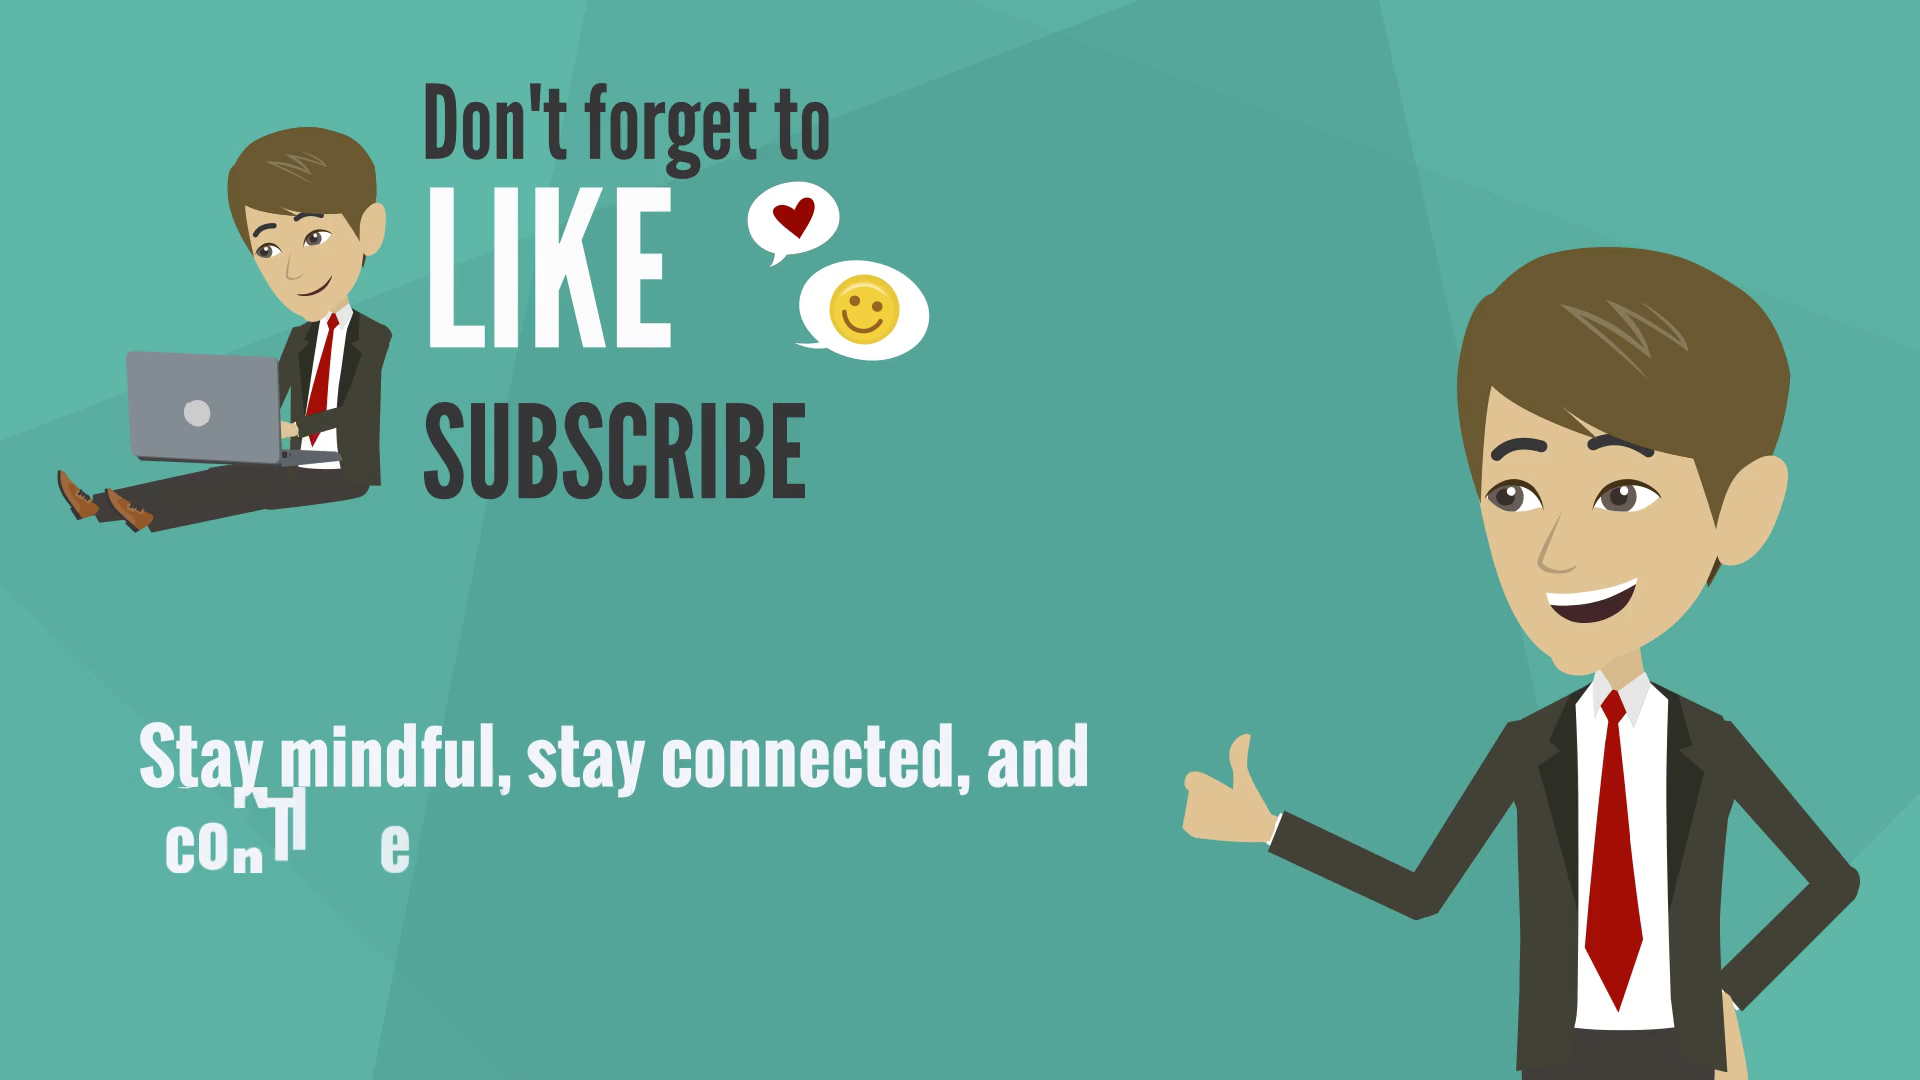 Don't forget to
LIKE
SUBSCRIBE
Stay mindful, stay connected, and